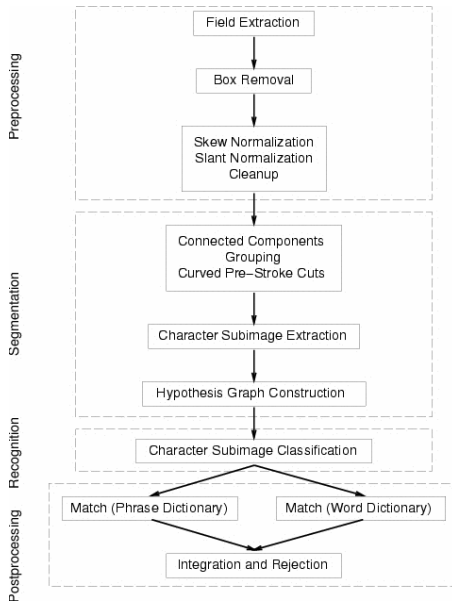 Preprocessing
Field Extraction
Box Removal
Skew Normalization
Slant Normalization
Cleanup
Segmentation
Connected Components
Grouping
Curved Pre-Stroke Cuts
Character Subimage Extraction
Hypothesis Graph Construction
Recognition
Character Subimage Classification
Postprocessing
Match (Phrase Dictionary)
Match (Word Dictionary)
Integration and Rejection